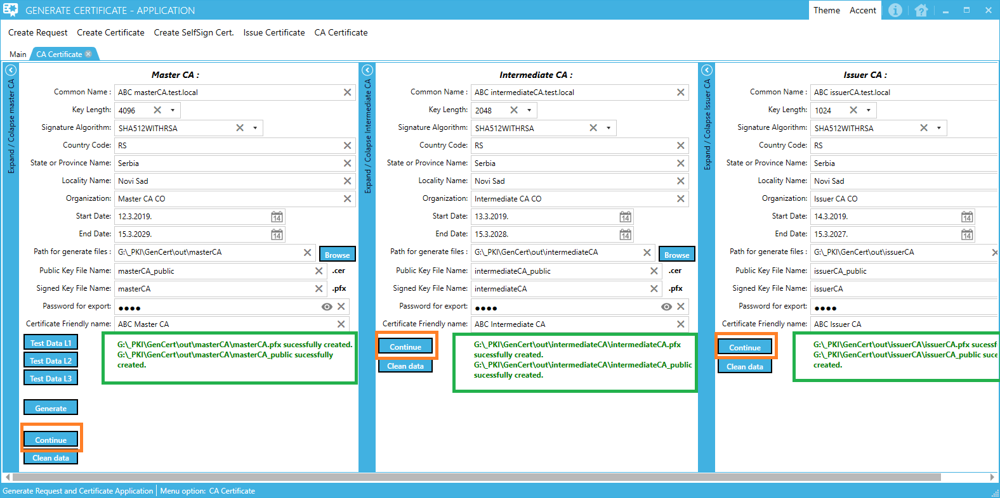 GENERATE CERTIFICATE - APPLICATION
Theme Accent
Create Request Create Certificate Create SelfSign Cert. Issue Certificate CA Certificate
Main CA Certificate
Expand / Colapse master CA
Master CA :
Common Name : ABC masterCA.test.local
Key Length: 4096
Signature Algorithm: SHA512WITHRSA
Country Code: RS
State or Province Name: Serbia
Locality Name: Novi Sad
Organization: Master CA CO
Start Date: 12.3.2019. 14
End Date: 15.3.2029. 14
Path for generate files : G:\_PKI\GenCert\out\masterCA Browse
Public Key File Name: masterCA_public .cer
Signed Key File Name: masterCA .pfx
Password for export: ●●●●
Certificate Friendly name: ABC Master CA
Test Data L1
Test Data L2
Test Data L3
G:\_PKI\GenCert\out\masterCA\masterCA.pfx sucessfully created.
G:\_PKI\GenCert\out\masterCA\masterCA_public sucessfully
created.
Generate
Continue
Clean data
Expand / Colapse Intermediate CA
Intermediate CA :
Common Name : ABC intermediateCA.test.local
Key Length: 2048
Signature Algorithm: SHA512WITHRSA
Country Code: RS
State or Province Name: Serbia
Locality Name: Novi Sad
Organization: Intermediate CA CO
Start Date: 13.3.2019. 14
End Date: 15.3.2028. 14
Path for generate files : G:\_PKI\GenCert\out\intermediateCA Browse
Public Key File Name: intermediateCA_public .cer
Signed Key File Name: intermediateCA .pfx
Password for export: ●●●●
Certificate Friendly name: ABC Intermediate CA
Continue
Clean data
G:\_PKI\GenCert\out\intermediateCA\intermediateCA.pfx
sucessfully created.
G:\_PKI\GenCert\out\intermediateCA\intermediateCA_public
sucessfully created.
Expand / Colapse Issuer CA
Issuer CA :
Common Name : ABC issuerCA.test.local
Key Length: 1024
Signature Algorithm: SHA512WITHRSA
Country Code: RS
State or Province Name: Serbia
Locality Name: Novi Sad
Organization: Issuer CA CO
Start Date: 14.3.2019. 14
End Date: 15.3.2027. 14
Path for generate files : G:\_PKI\GenCert\out\issuerCA
Public Key File Name: issuerCA_public
Signed Key File Name: issuerCA
Password for export: ●●●●
Certificate Friendly name: ABC Issuer CA
Continue
Clean data
G:\_PKI\GenCert\out\issuerCA\issuerCA.pfx sucessf
G:\_PKI\GenCert\out\issuerCA\issuerCA_public suce
created.
Generate Request and Certificate Application Menu option: CA Certificate